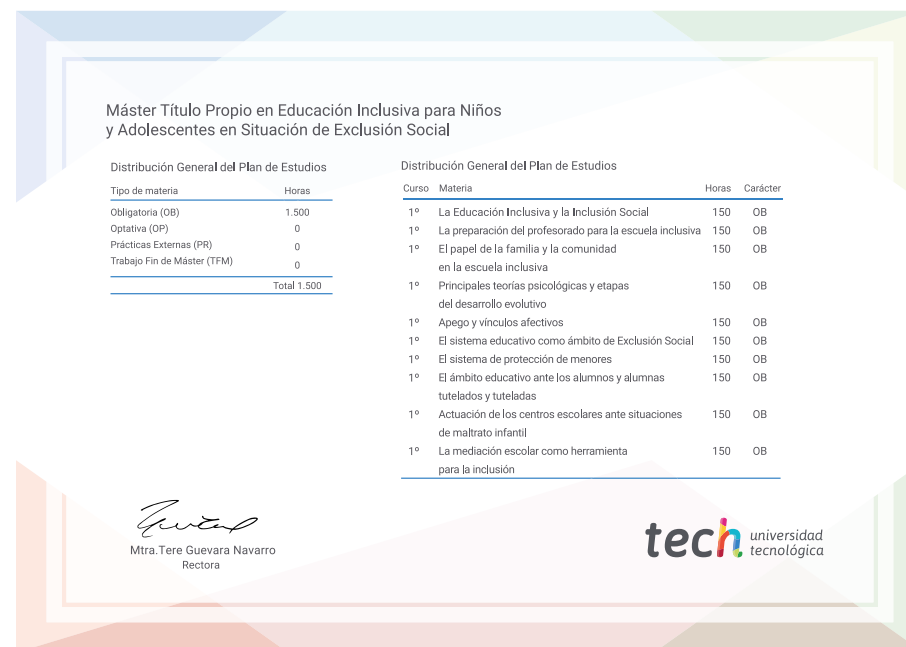 Máster Título Propio en Educación Inclusiva para Niños
y Adolescentes en Situación de Exclusión Social
Distribución General del Plan de Estudios
Tipo de materia Horas
Obligatoria (OB) 1.500
Optativa (OP) 0
Prácticas Externas (PR) 0
Trabajo Fin de Máster (TFM) 0
Total 1.500
Distribución General del Plan de Estudios
Curso Materia Horas Carácter
1º La Educación Inclusiva y la Inclusión Social 150 OB
1º La preparación del profesorado para la escuela inclusiva 150 OB
1º El papel de la familia y la comunidad 150 OB
en la escuela inclusiva
1º Principales teorías psicológicas y etapas 150 OB
del desarrollo evolutivo
1º Apego y vínculos afectivos 150 OB
1º El sistema educativo como ámbito de Exclusión Social 150 OB
1º El sistema de protección de menores 150 OB
1º El ámbito educativo ante los alumnos y alumnas 150 OB
tutelados y tuteladas
1º Actuación de los centros escolares ante situaciones 150 OB
de maltrato infantil
1º La mediación escolar como herramienta 150 OB
para la inclusión
Mtra.Tere Guevara Navarro
Rectora
tech universidad
tecnológica